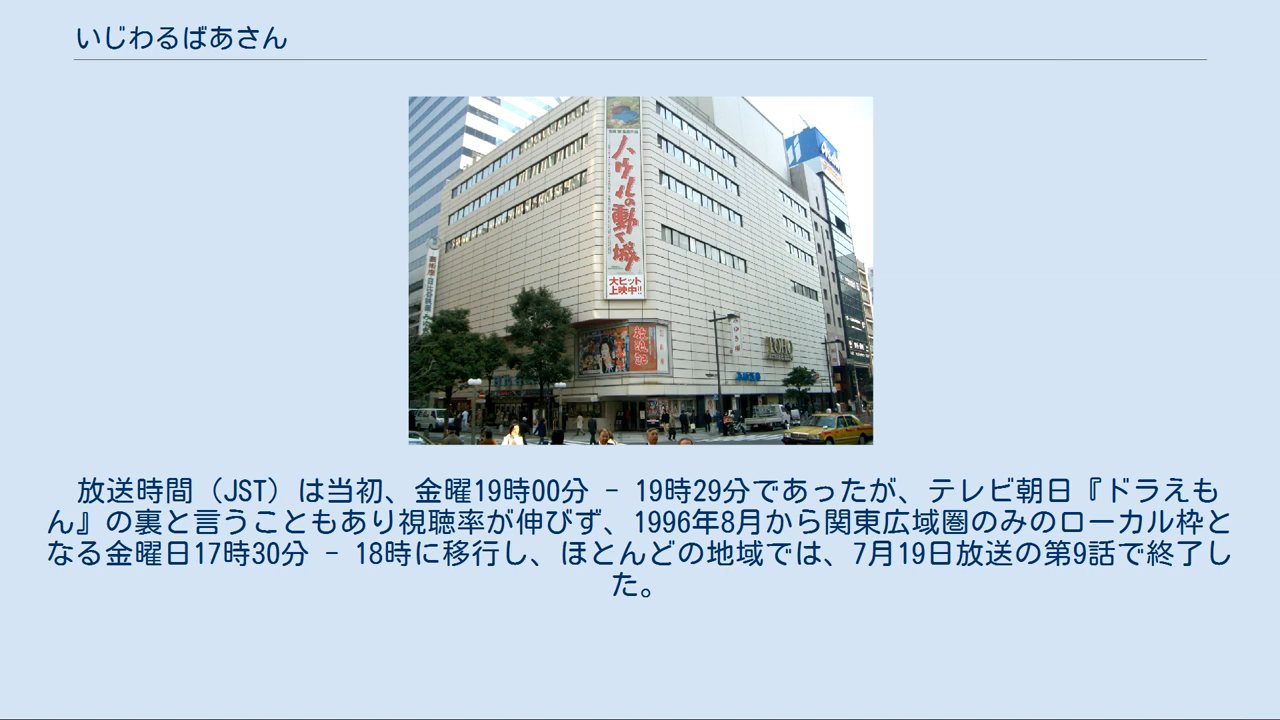 いじわるばあさん
ハウルの動く城
大ヒット
上映中!!
放浪記
TOHO
放送時間（JST）は当初、金曜19時00分 - 19時29分であったが、テレビ朝日『ドラえも
ん』の裏と言うこともあり視聴率が伸びず、1996年8月から関東広域圏のみのローカル枠と
なる金曜日17時30分 - 18時に移行し、ほとんどの地域では、7月19日放送の第9話で終了し
た。